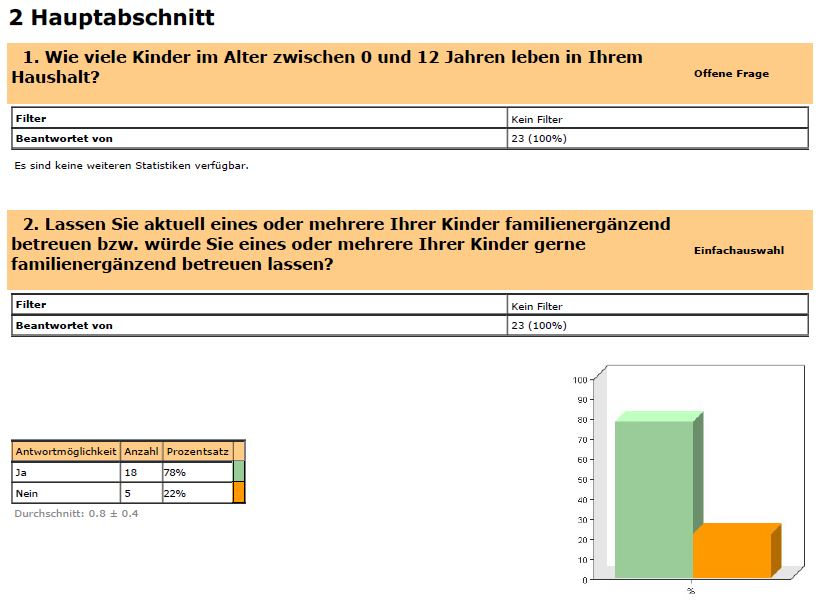 2 Hauptabschnitt
1. Wie viele Kinder im Alter zwischen 0 und 12 Jahren leben in Ihrem
Haushalt?
Offene Frage
Filter Kein Filter
Beantwortet von 23 (100%)
Es sind keine weiteren Statistiken verfügbar.
2. Lassen Sie aktuell eines oder mehrere Ihrer Kinder familienergänzend
betreuen bzw. würde Sie eines oder mehrere Ihrer Kinder gerne
familienergänzend betreuen lassen?
Einfachauswahl
Filter Kein Filter
Beantwortet von 23 (100%)
Antwortmöglichkeit Anzahl Prozentsatz
Ja 18 78%
Nein 5 22%
Durchschnitt: 0.8 ± 0.4
100
90
80
70
60
50
40
30
20
10
0
%